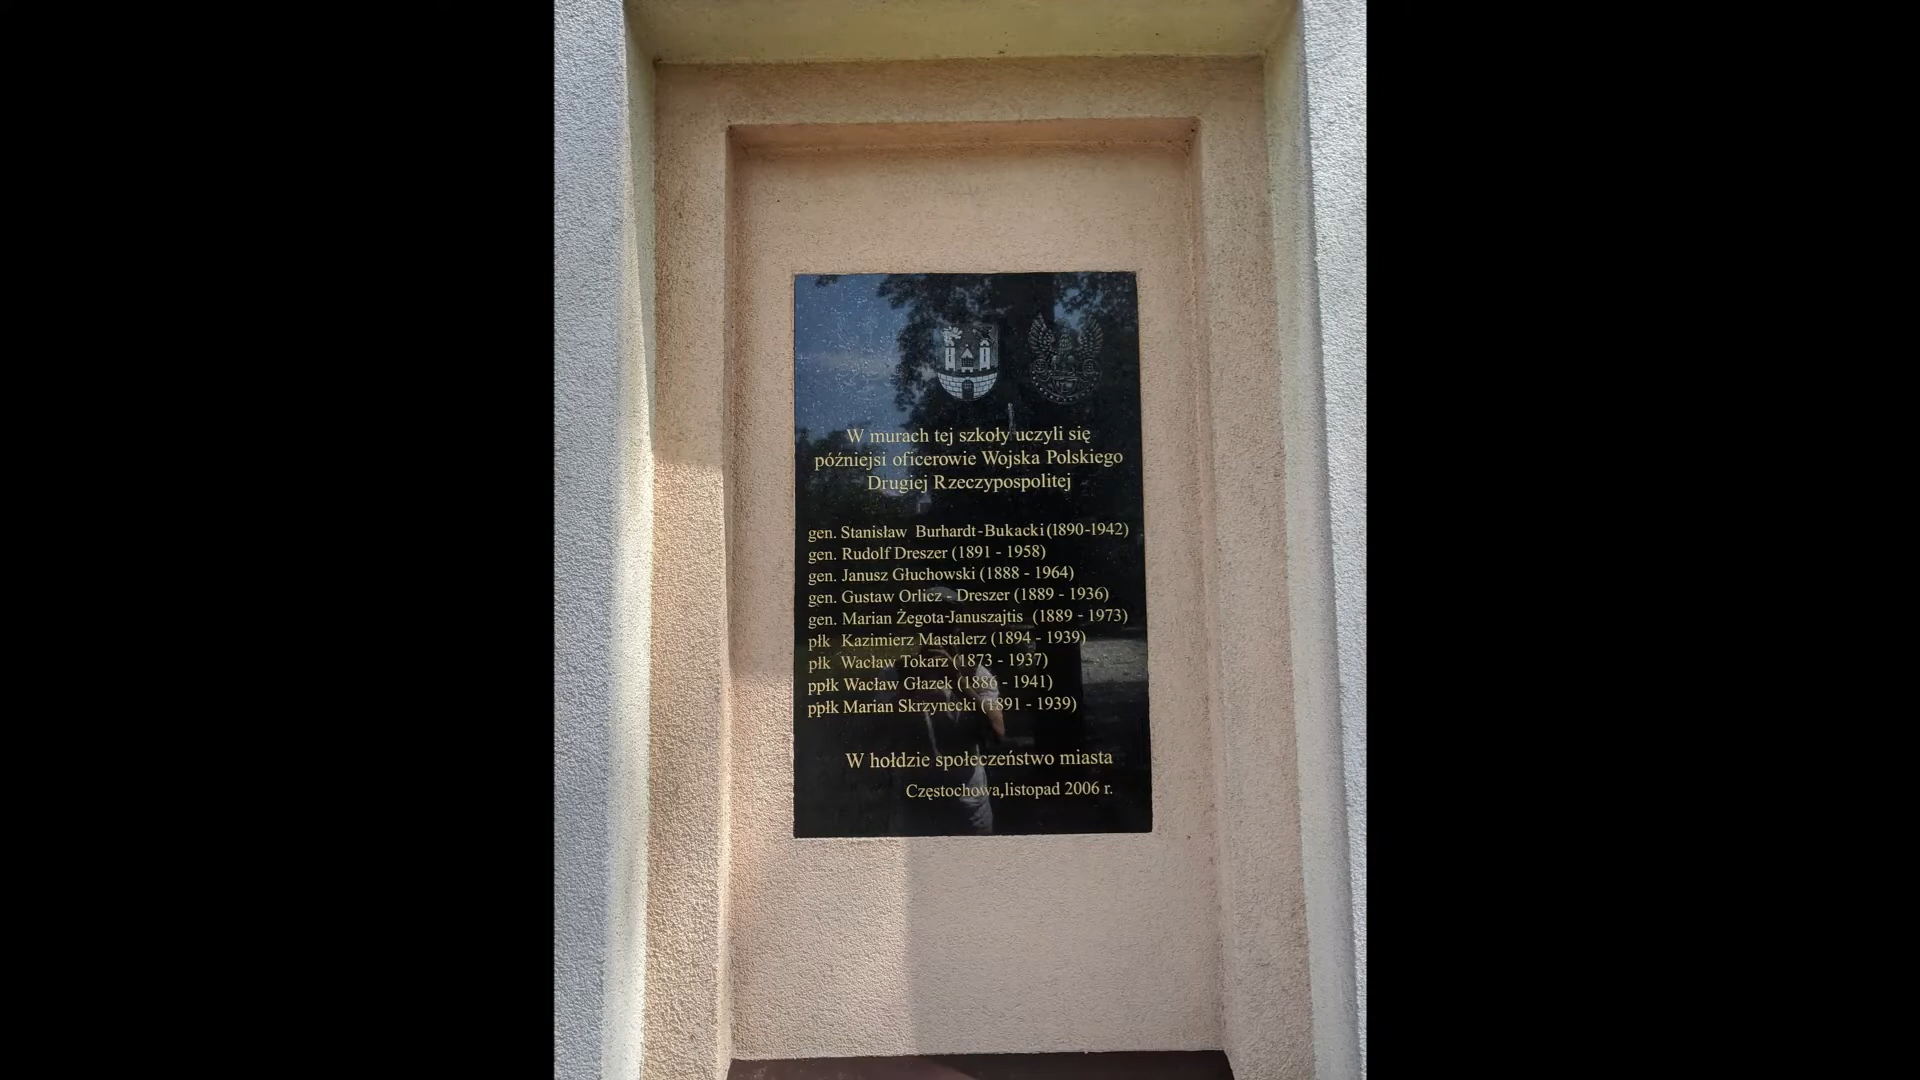 W murach tej szkoły uczyli się
późniejsi oficerowie Wojska Polskiego
Drugiej Rzeczypospolitej
gen. Stanisław Burhardt-Bukacki (1890-1942)
gen. Rudolf Dreszer (1891 - 1958)
gen. Janusz Głuchowski (1888 - 1964)
gen. Gustaw Orlicz - Dreszer (1889 - 1936)
gen. Marian Żegota-Januszajtis (1889 - 1973)
płk Kazimierz Mastalerz (1894 - 1939)
płk Wacław Tokarz (1873 - 1937)
ppłk Wacław Głazek (1886 - 1941)
ppłk Marian Skrzynecki (1891 - 1939)
W hołdzie społeczeństwo miasta
Częstochowa,listopad 2006 r.